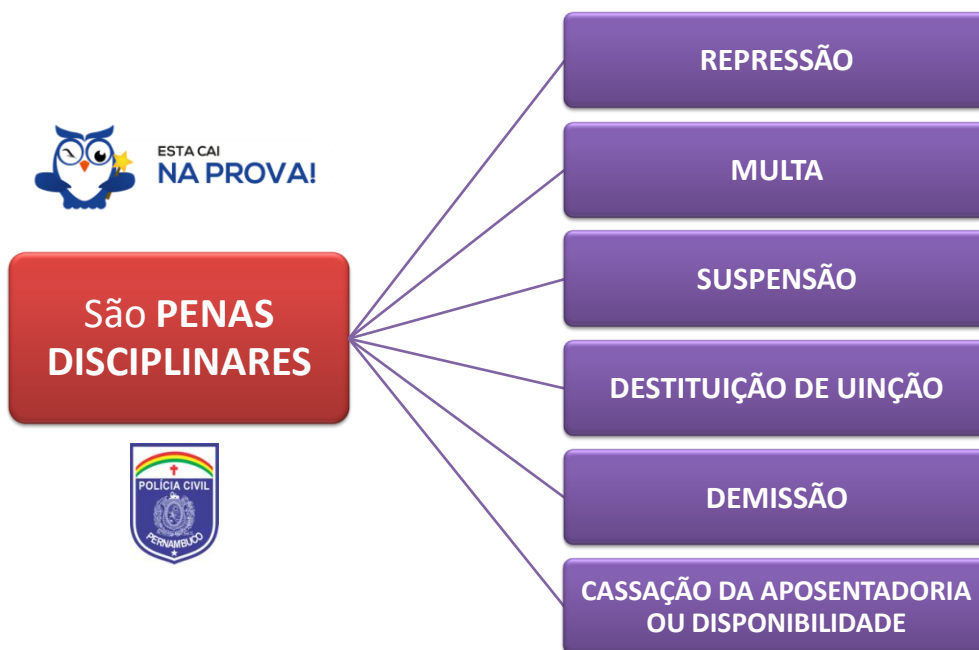 ESTA CAI
NA PROVA!
São PENAS
DISCIPLINARES
POLÍCIA CIVIL
PERNAMBUCO
REPRESSÃO
MULTA
SUSPENSÃO
DESTITUIÇÃO DE UINÇÃO
DEMISSÃO
CASSAÇÃO DA APOSENTADORIA
OU DISPONIBILIDADE